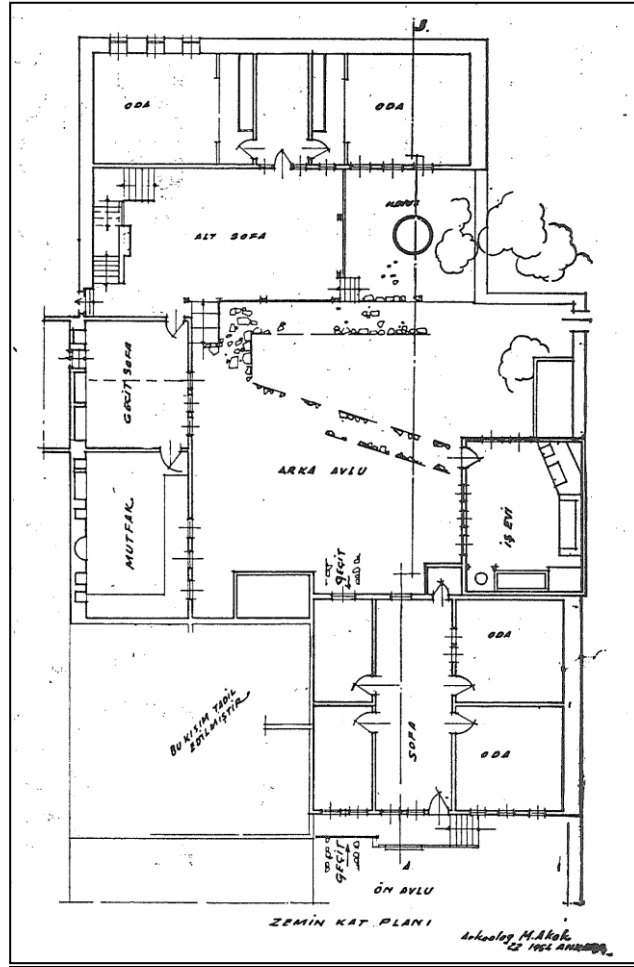 B.
ODA
ODA
HAVUZ
ALT SOFA
B
GEÇİT SOFA
ARKA AVLU
MUTFAK
İŞ EVİ
GEÇİT
ODA
BU KISIM TADİL
EDİLMİŞTİR
SOFA
ODA
GEÇİT
A
ÖN AVLU
ZEMİN KAT PLANI
Arkeolog M. Akok
1956 ANKARA